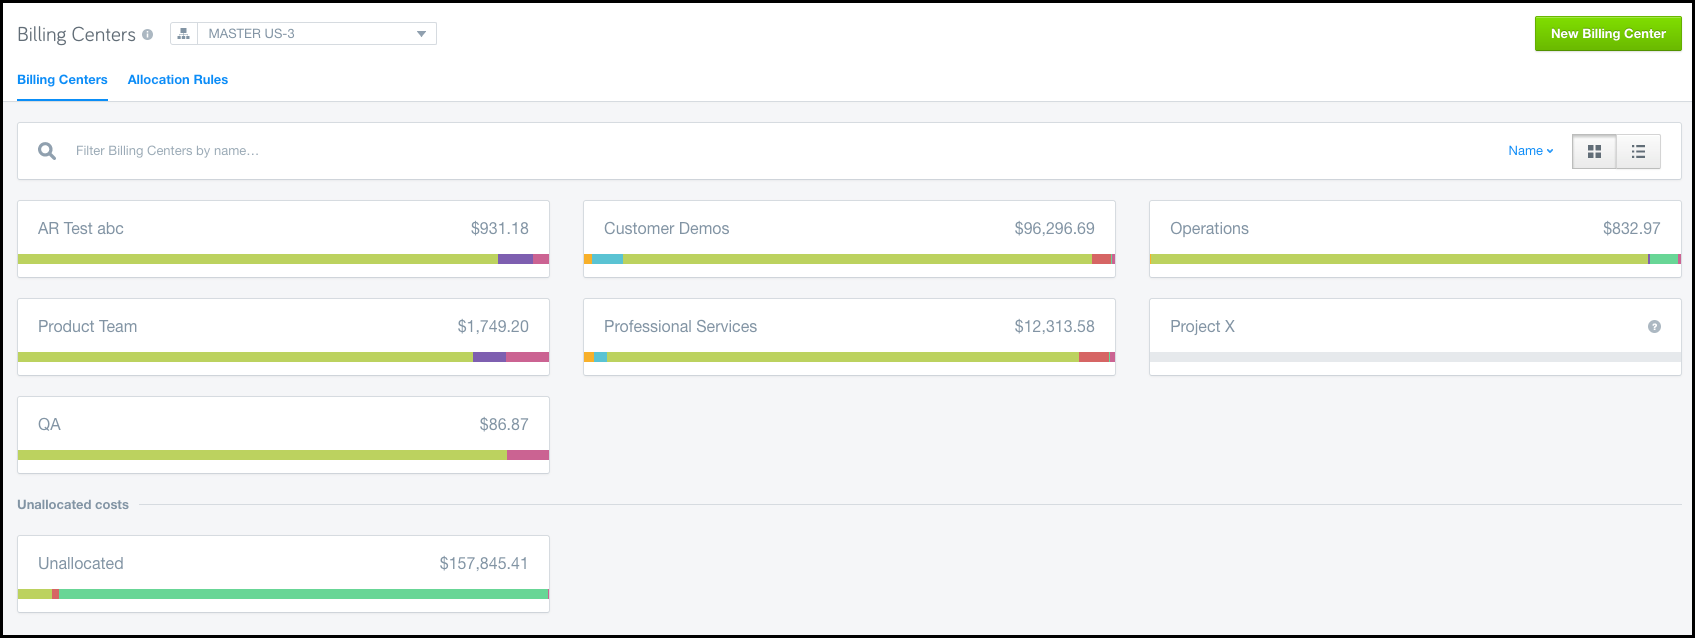 Billing Centers
MASTER US-3
New Billing Center
Billing Centers
Allocation Rules
Filter Billing Centers by name...
Name
AR Test abc
$931.18
Customer Demos
$96,296.69
Operations
$832.97
Product Team
$1,749.20
Professional Services
$12,313.58
Project X
?
QA
$86.87
Unallocated costs
Unallocated
$157,845.41